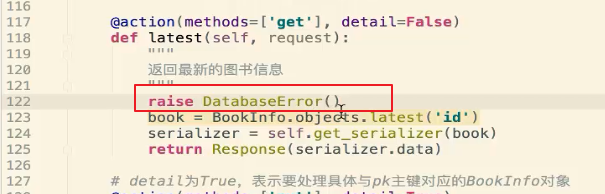 116
117 @action(methods=['get'], detail=False)
118 def latest(self, request):
119 """
120 返回最新的图书信息
121 """
122 raise DatabaseError()
123 book = BookInfo.objects.latest('id')
124 serializer = self.get_serializer(book)
125 return Response(serializer.data)
126
127 # detail为True，表示要处理具体与pk主键对应的BookInfo对象